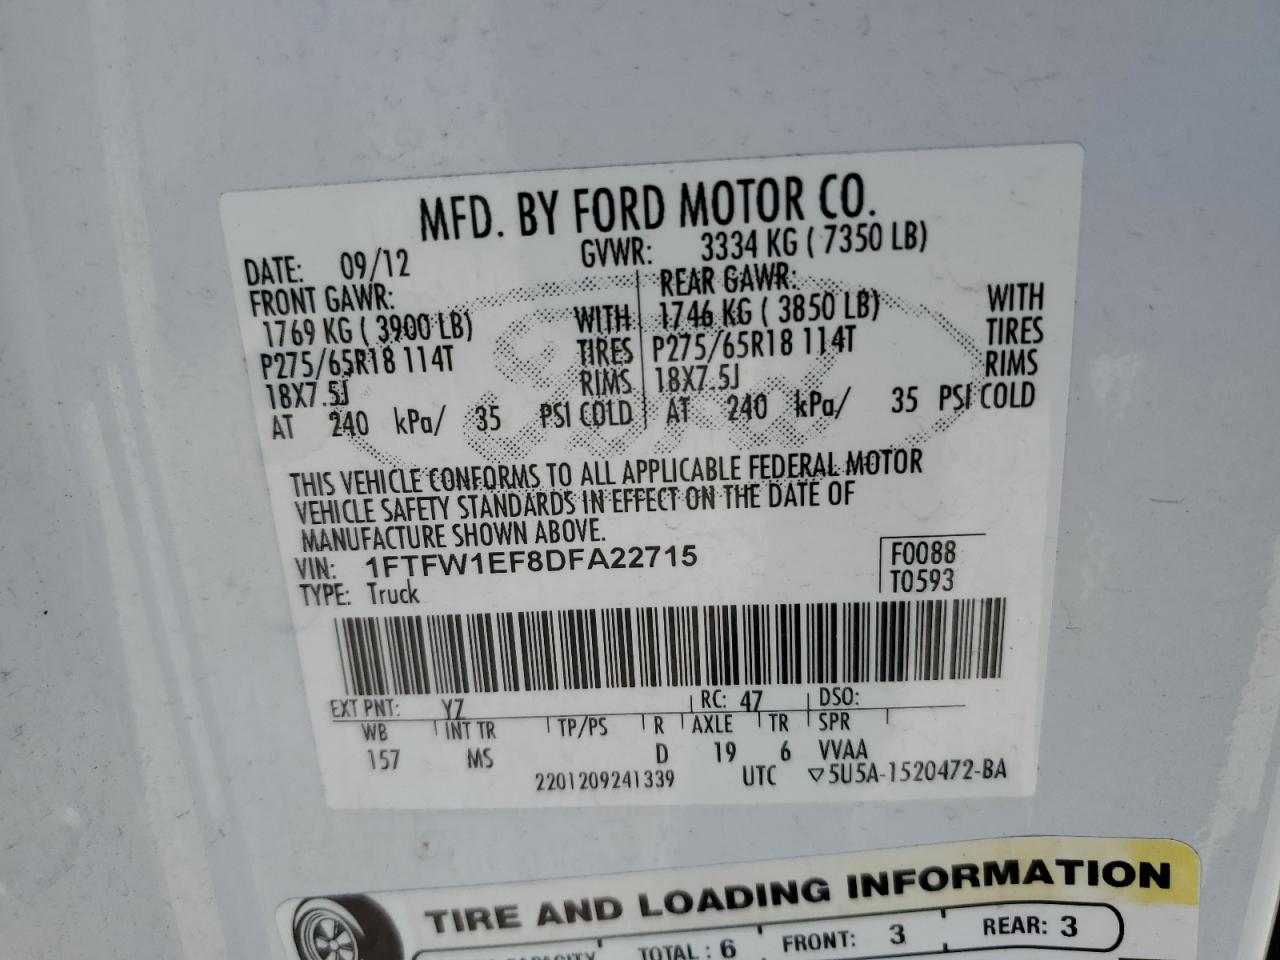 MFD. BY FORD MOTOR CO.
DATE: 09/12 GVWR: 3334 KG ( 7350 LB)
FRONT GAWR: REAR GAWR:
1769 KG ( 3900 LB) WITH 1746 KG ( 3850 LB) WITH
P275/65R18 114T TIRES P275/65R18 114T TIRES
18X7.5J RIMS 18X7.5J RIMS
AT 240 kPa/ 35 PSI COLD AT 240 kPa/ 35 PSI COLD
THIS VEHICLE CONFORMS TO ALL APPLICABLE FEDERAL MOTOR
VEHICLE SAFETY STANDARDS IN EFFECT ON THE DATE OF
MANUFACTURE SHOWN ABOVE.
VIN: 1FTFW1EF8DFA22715 F0088
TYPE: Truck T0593
EXT PNT: YZ RC: 47 DSO:
WB INT TR TP/PS R AXLE TR SPR
157 MS D 19 6 VVAA
2201209241339 UTC ▽5U5A-1520472-BA
TIRE AND LOADING INFORMATION
CAPACITY TOTAL : 6 FRONT: 3 REAR: 3